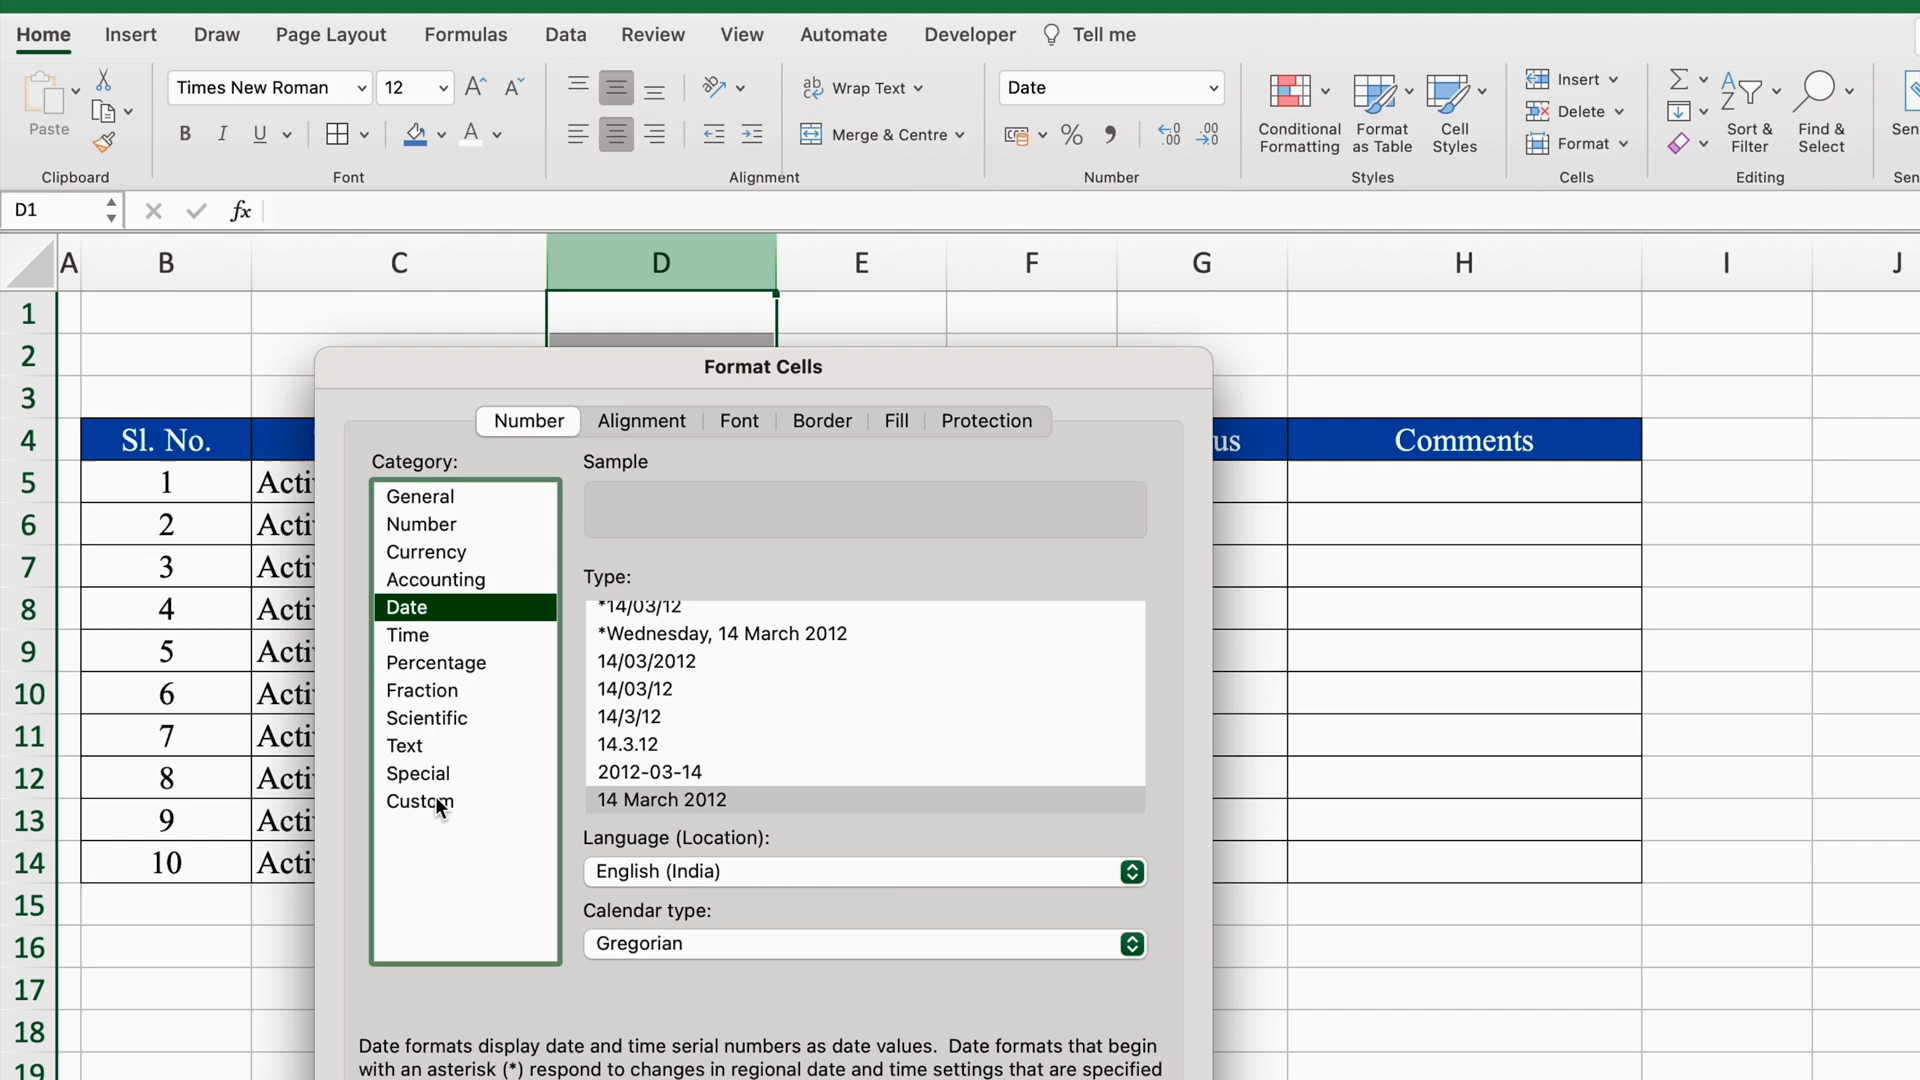 Home Insert Draw Page Layout Formulas Data Review View Automate Developer Tell me
Times New Roman 12 ab Wrap Text Date Insert
Paste B I U A Merge & Centre % Conditional Formatting Format as Table Cell Styles Delete Format Sort & Filter Find & Select
Clipboard Font Alignment Number Styles Cells Editing
D1 fx
A B C D E F G H I J
1
2
Format Cells
3
Number Alignment Font Border Fill Protection
4 Sl. No. Comments
Category: Sample
5 1
General
6 2
Number
Currency
7 3
Accounting Type:
Date *14/03/12
8 4
Time *Wednesday, 14 March 2012
9 5
Percentage 14/03/2012
Fraction 14/03/12
10 6
Scientific 14/3/12
11 7
Text 14.3.12
Special 2012-03-14
12 8
Custom 14 March 2012
13 9
Language (Location):
14 10
English (India)
15
Calendar type:
16
Gregorian
17
18
Date formats display date and time serial numbers as date values. Date formats that begin
19
with an asterisk (*) respond to changes in regional date and time settings that are specified